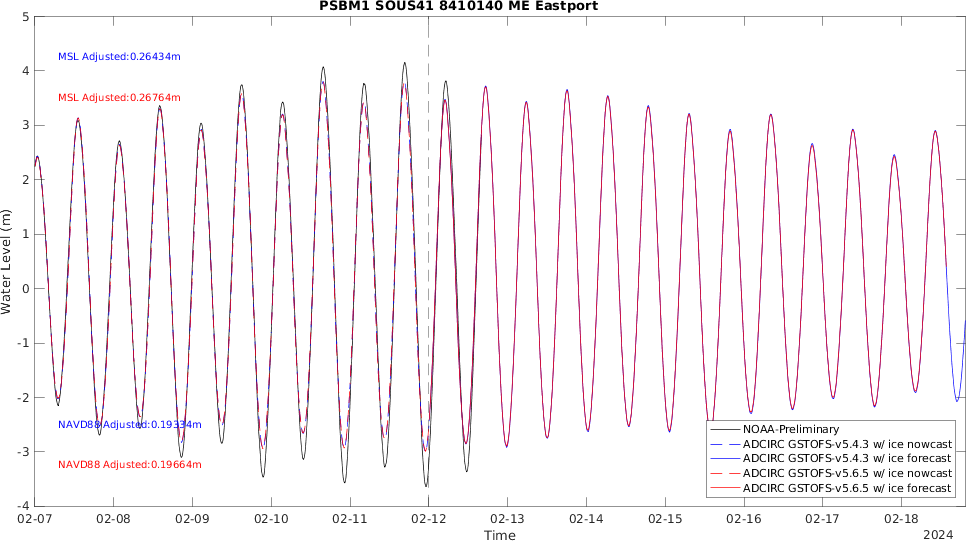 PSBM1 SOUS41 8410140 ME Eastport
5
4
3
2
1
0
-1
-2
-3
-4
Water Level (m)
MSL Adjusted:0.26434m
MSL Adjusted:0.26764m
NAVD88 Adjusted:0.19334m
NAVD88 Adjusted:0.19664m
NOAA-Preliminary
ADCIRC GSTOFS-v5.4.3 w/ ice nowcast
ADCIRC GSTOFS-v5.4.3 w/ ice forecast
ADCIRC GSTOFS-v5.6.5 w/ ice nowcast
ADCIRC GSTOFS-v5.6.5 w/ ice forecast
02-07 02-08 02-09 02-10 02-11 02-12 02-13 02-14 02-15 02-16 02-17 02-18
Time
2024